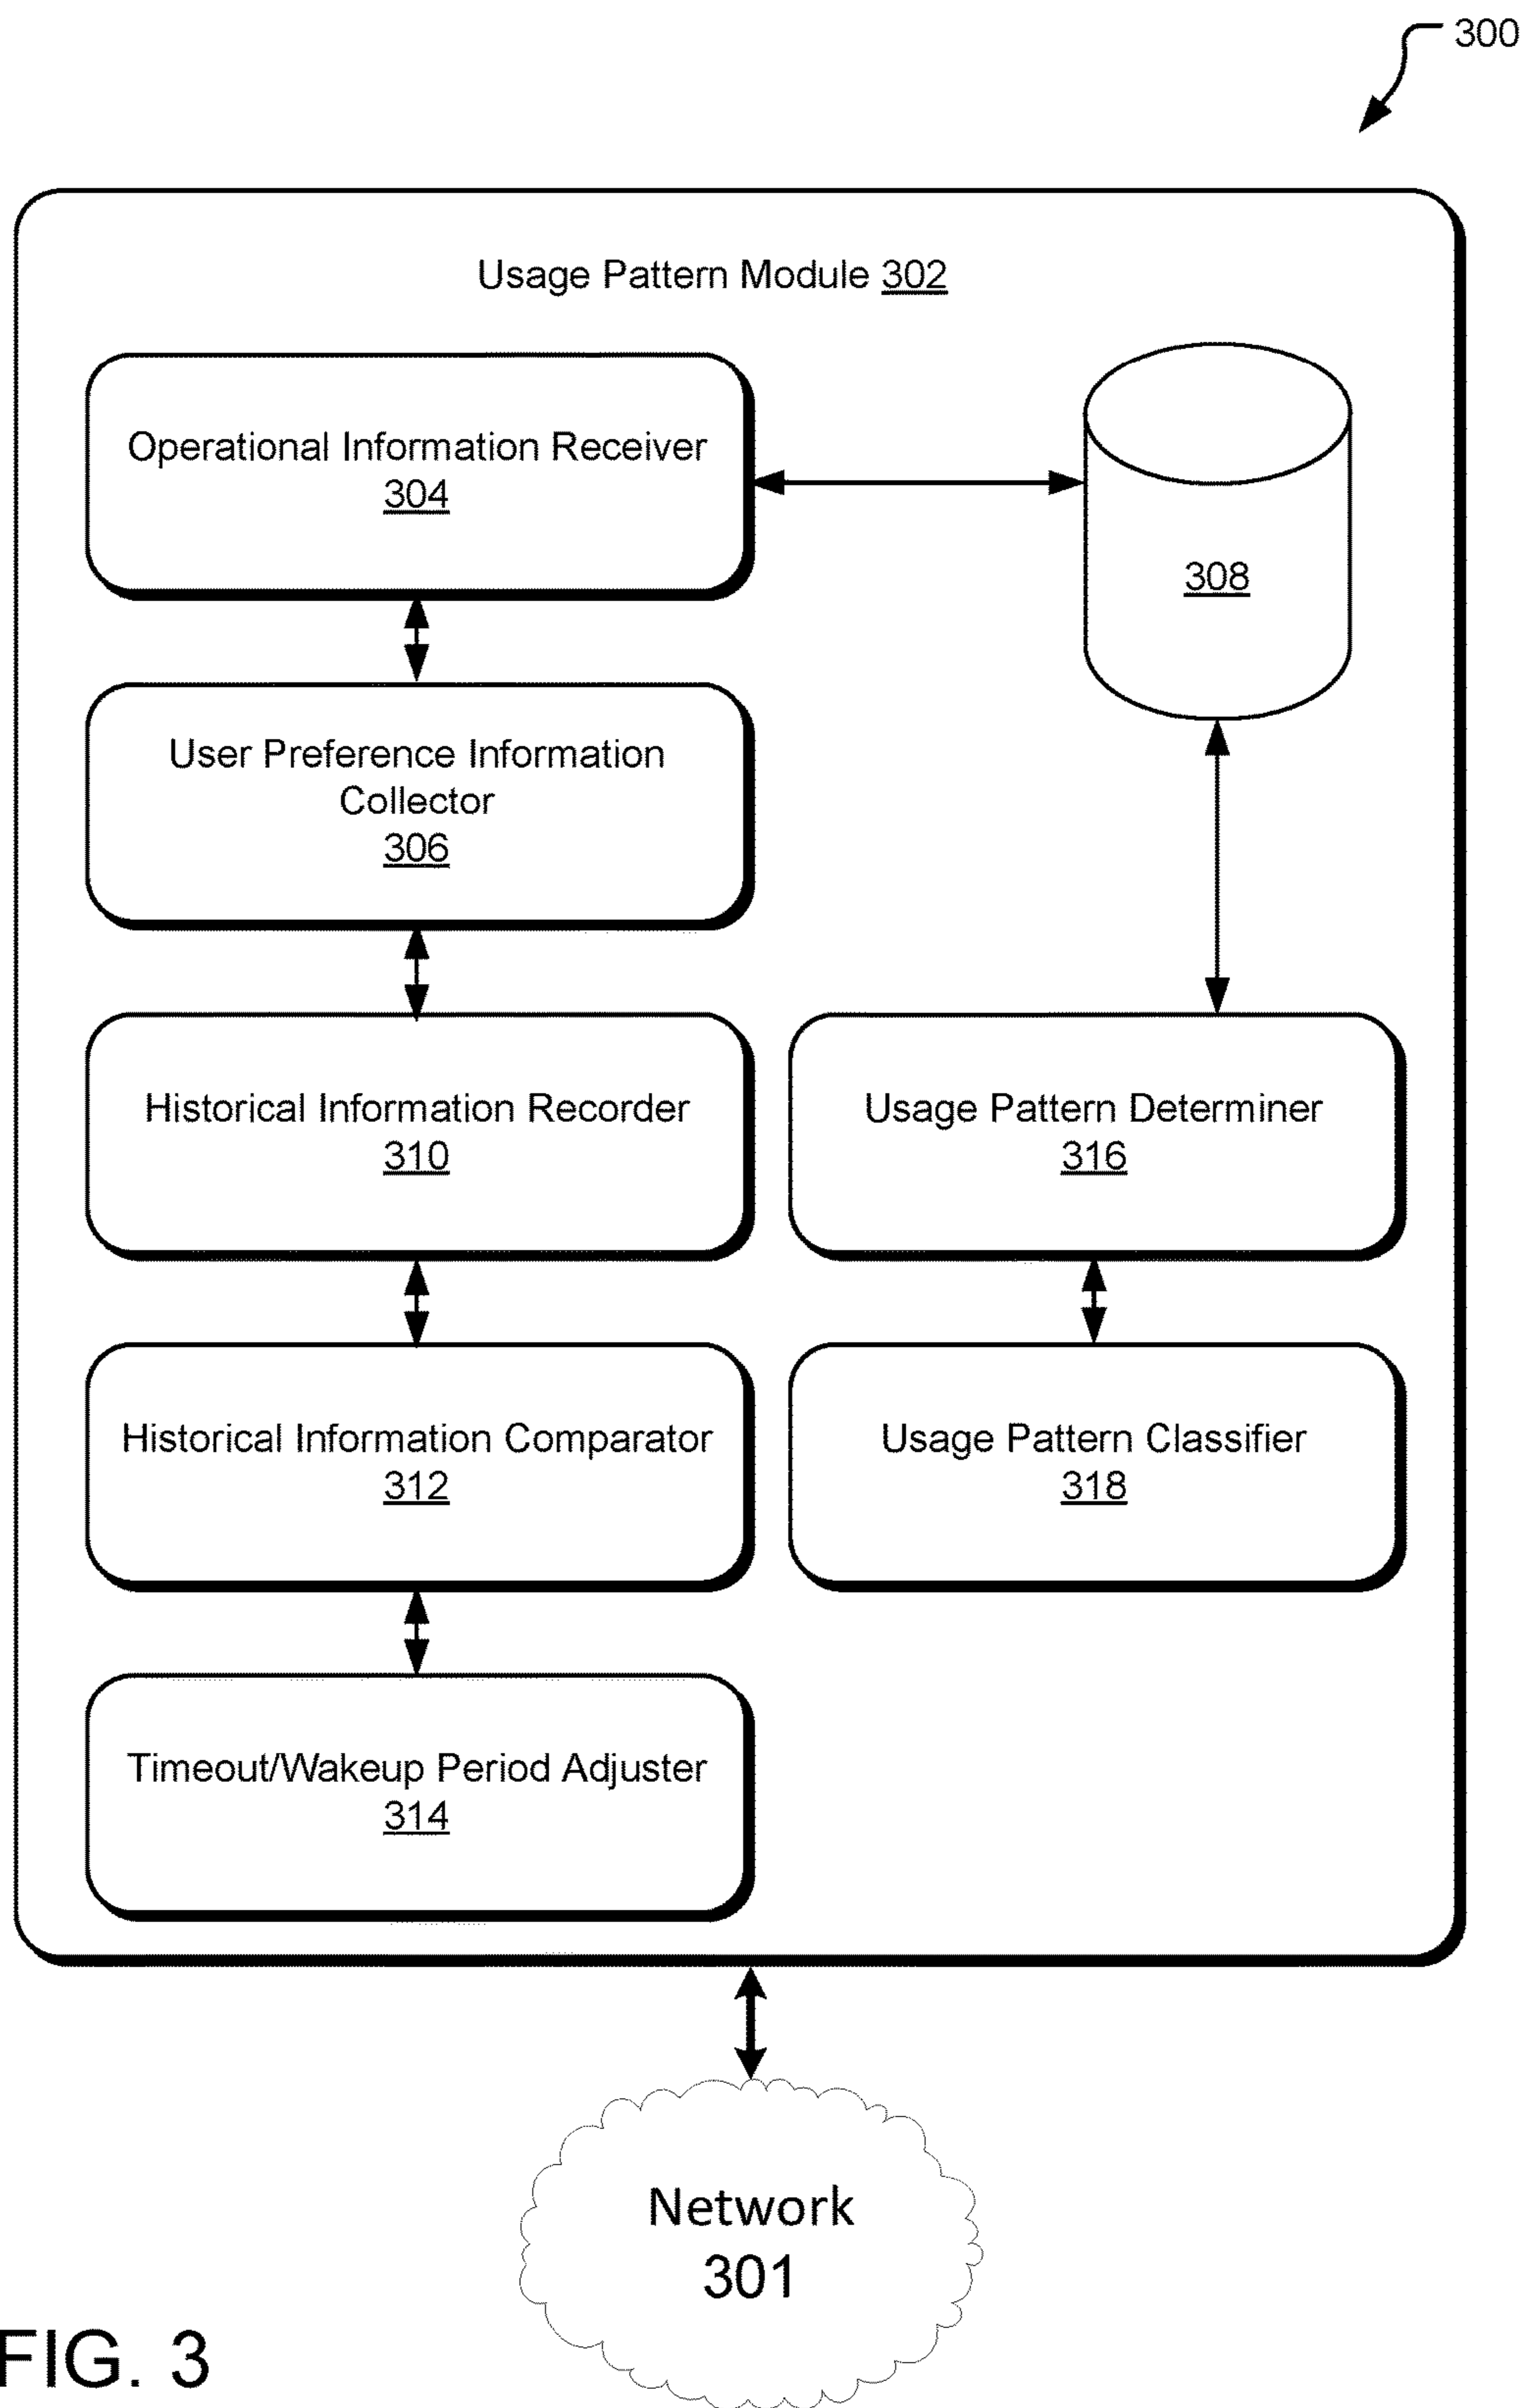 300
Usage Pattern Module 302
Operational Information Receiver
304
308
User Preference Information
Collector
306
Historical Information Recorder
310
Usage Pattern Determiner
316
Historical Information Comparator
312
Usage Pattern Classifier
318
Timeout/Wakeup Period Adjuster
314
Network
301
FIG. 3